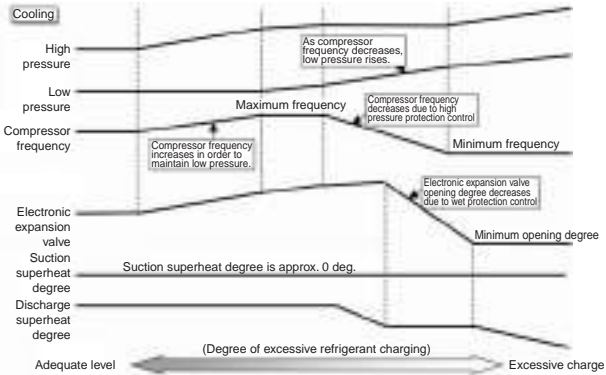 Cooling
High
pressure
As compressor
frequency decreases,
low pressure rises.
Low
pressure
Maximum frequency
Compressor frequency
decreases due to high
pressure protection control
Compressor
frequency
Compressor frequency
increases in order to
maintain low pressure.
Minimum frequency
Electronic expansion valve
opening degree decreases
due to wet protection control
Electronic
expansion
valve
Minimum opening degree
Suction
superheat
degree
Suction superheat degree is approx. 0 deg.
Discharge
superheat
degree
(Degree of excessive refrigerant charging)
Adequate level
Excessive charge